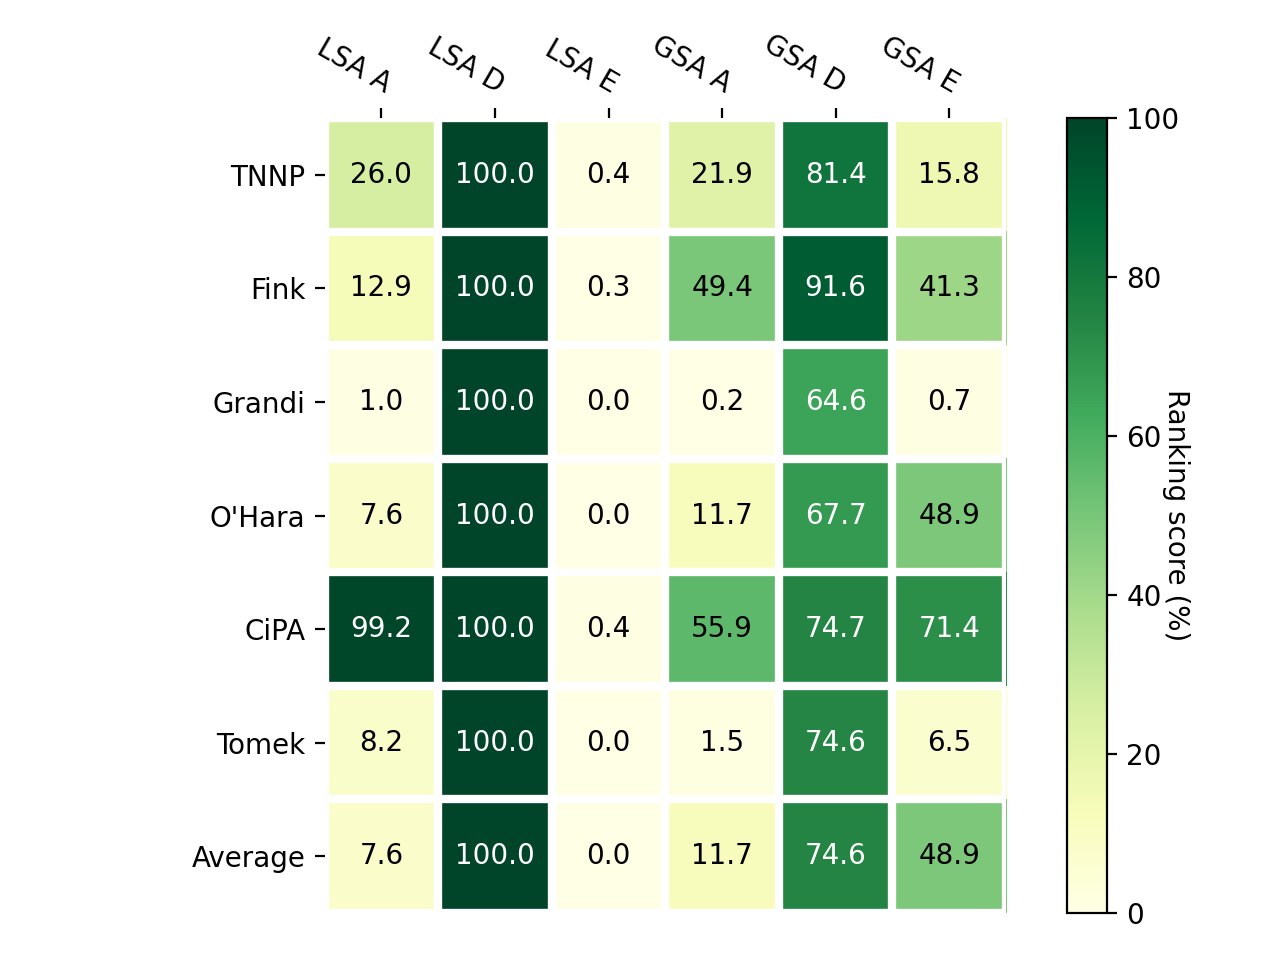 LSA A LSA D LSA E GSA A GSA D GSA E
TNNP 26.0 100.0 0.4 21.9 81.4 15.8
Fink 12.9 100.0 0.3 49.4 91.6 41.3
Grandi 1.0 100.0 0.0 0.2 64.6 0.7
O'Hara 7.6 100.0 0.0 11.7 67.7 48.9
CiPA 99.2 100.0 0.4 55.9 74.7 71.4
Tomek 8.2 100.0 0.0 1.5 74.6 6.5
Average 7.6 100.0 0.0 11.7 74.6 48.9
100
80
60
40
20
0
Ranking score (%)